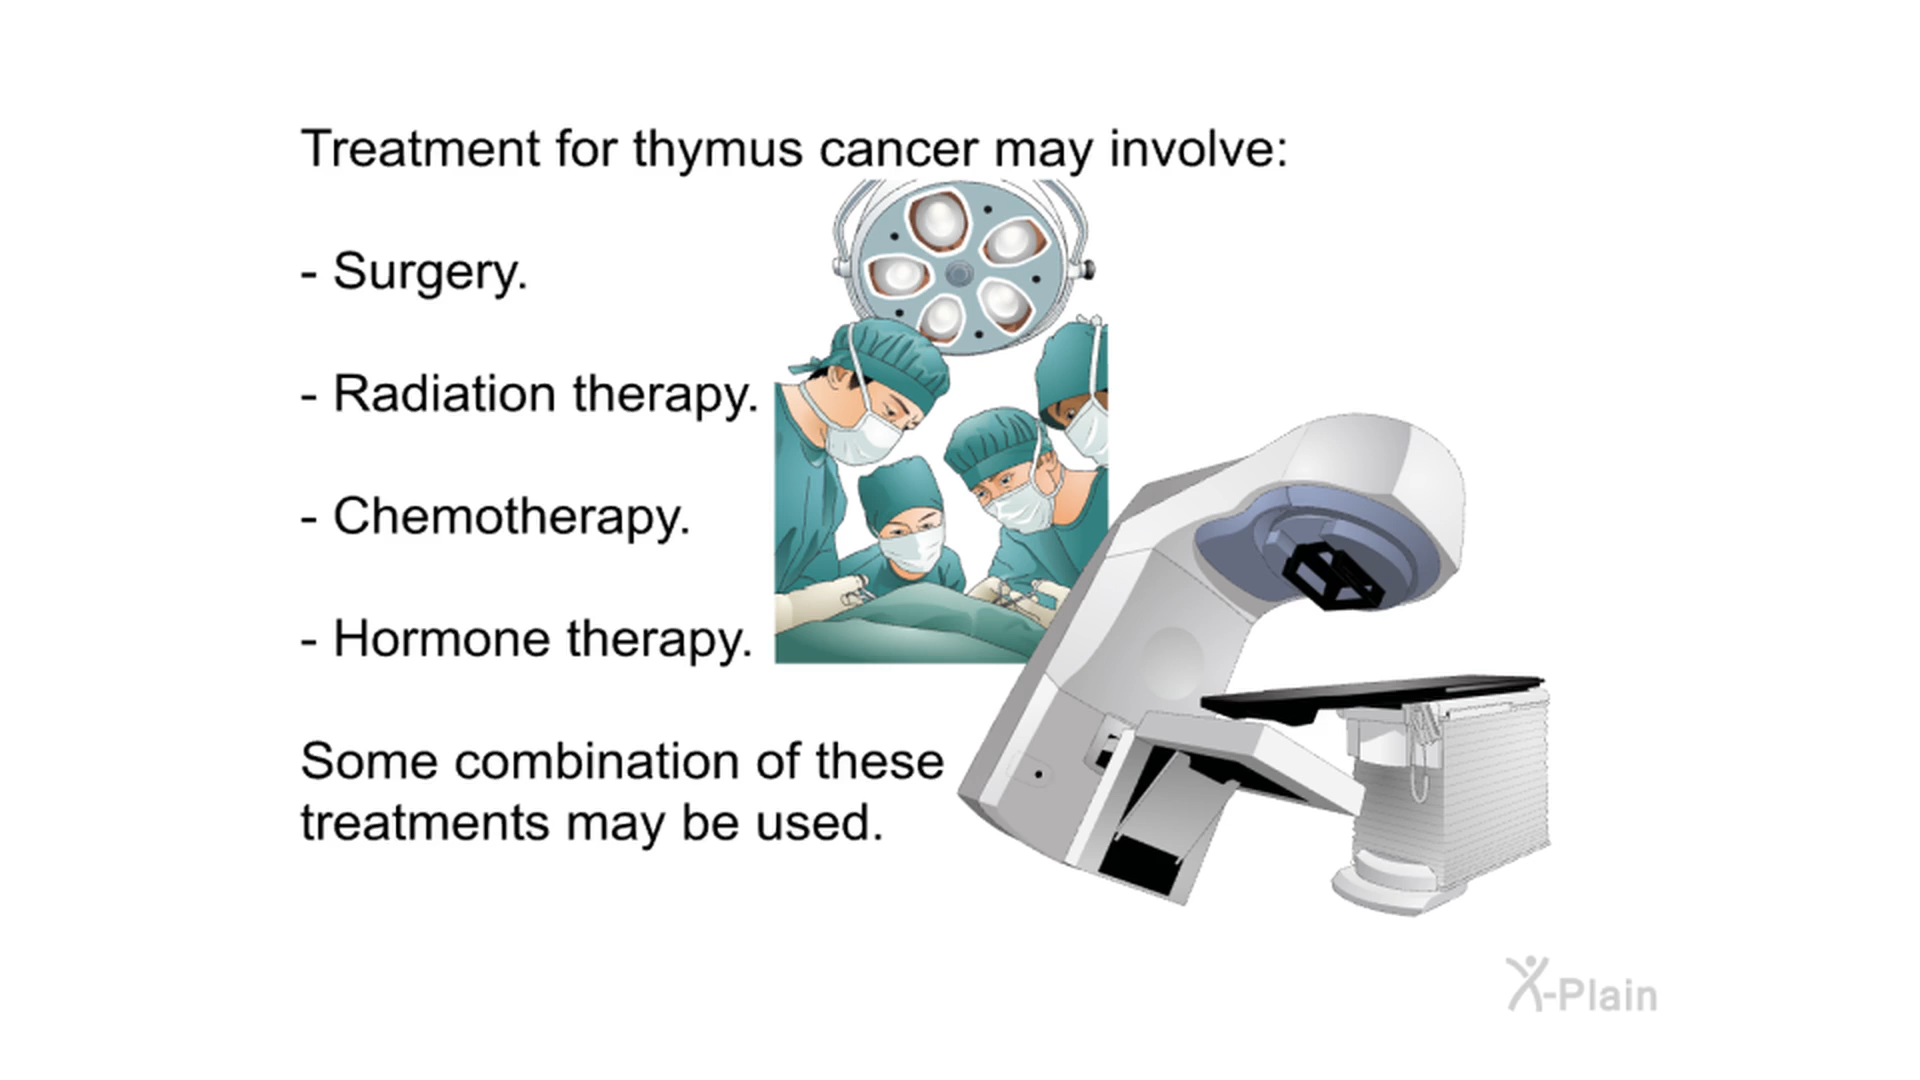 Treatment for thymus cancer may involve:
- Surgery.
- Radiation therapy.
- Chemotherapy.
- Hormone therapy.
Some combination of these
treatments may be used.
X-Plain